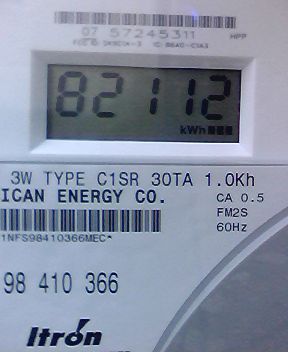 07 57245311 HPP
82112
kWh
3W TYPE C1SR 30TA 1.0Kh
ICAN ENERGY CO. CA 0.5
FM2S
60Hz
1NFS98410366MEC*
98 410 366
Itron